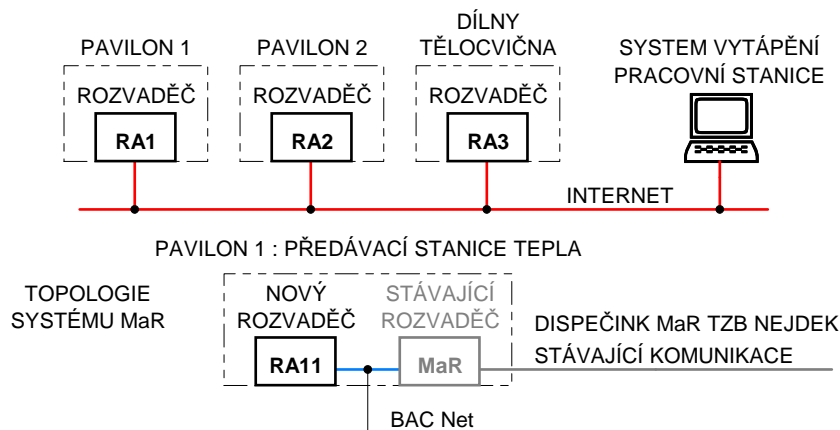 PAVILON 1
PAVILON 2
DÍLNY
TĚLOCVIČNA
SYSTEM VYTÁPĚNÍ
PRACOVNÍ STANICE
ROZVADĚČ
RA1
ROZVADĚČ
RA2
ROZVADĚČ
RA3
INTERNET
PAVILON 1 : PŘEDÁVACÍ STANICE TEPLA
TOPOLOGIE
SYSTÉMU MaR
NOVÝ
ROZVADĚČ
RA11
STÁVAJÍCÍ
ROZVADĚČ
MaR
DISPEČINK MaR TZB NEJDEK
STÁVAJÍCÍ KOMUNIKACE
BAC Net